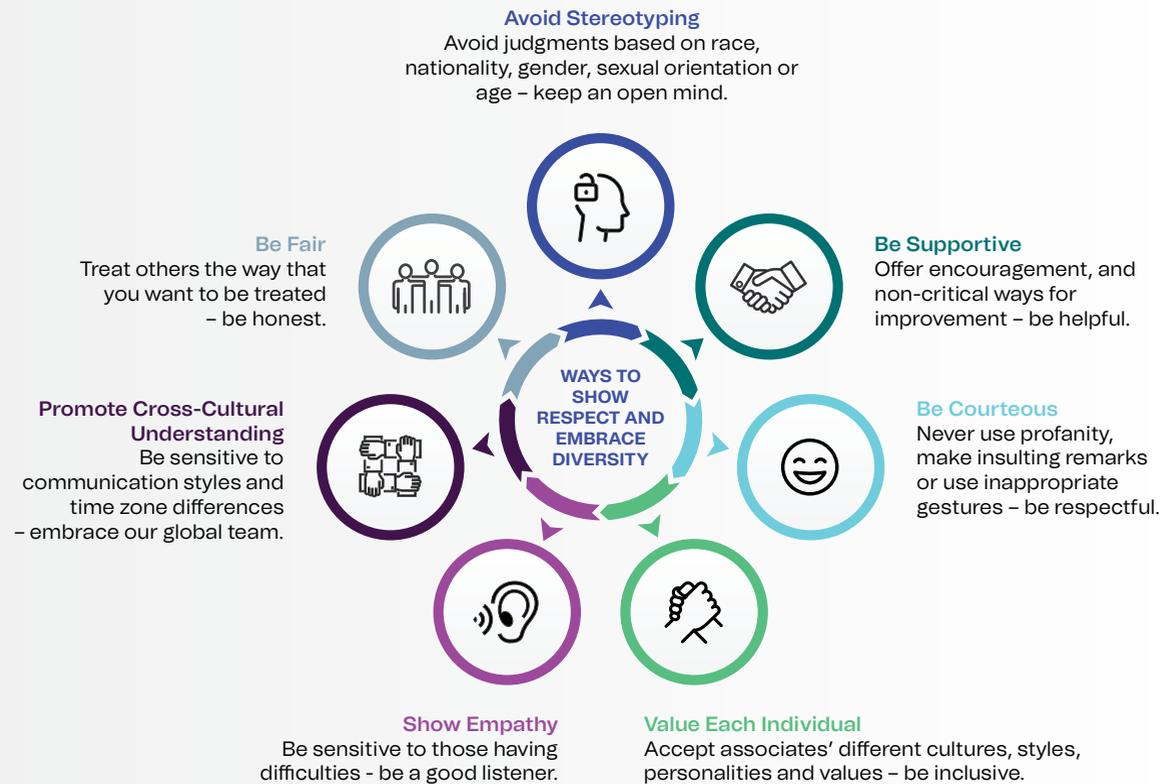 Avoid Stereotyping
Avoid judgments based on race,
nationality, gender, sexual orientation or
age – keep an open mind.
Be Fair
Treat others the way that
you want to be treated
– be honest.
Be Supportive
Offer encouragement, and
non-critical ways for
improvement – be helpful.
WAYS TO
SHOW
RESPECT AND
EMBRACE
DIVERSITY
Promote Cross-Cultural
Understanding
Be sensitive to
communication styles and
time zone differences
– embrace our global team.
Be Courteous
Never use profanity,
make insulting remarks
or use inappropriate
gestures – be respectful.
Show Empathy
Be sensitive to those having
difficulties - be a good listener.
Value Each Individual
Accept associates’ different cultures, styles,
personalities and values – be inclusive.